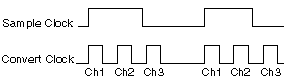 Sample Clock
Convert Clock
Ch1 Ch2 Ch3 Ch1 Ch2 Ch3